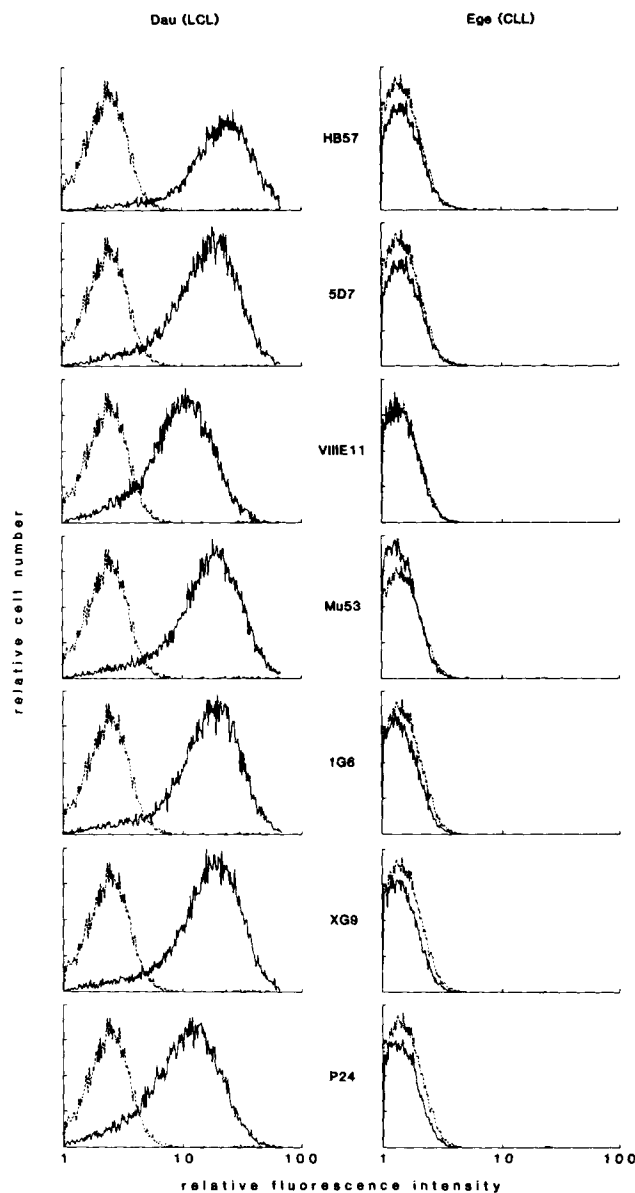 Dau (LCL) Ege (CLL)
HB57
5D7
VIIIE11
Mu53
1G6
XG9
P24
relative cell number
1 10 100 1 10 100
relative fluorescence intensity